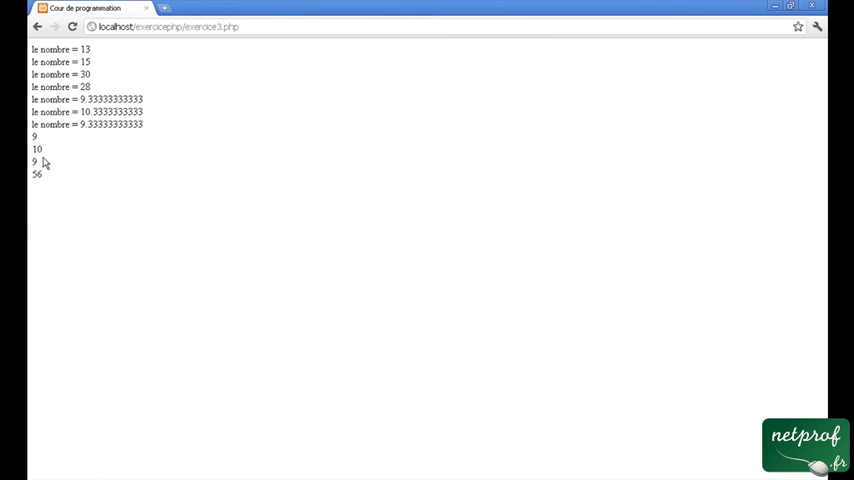 Cour de programmation
localhost/exercicephp/exercice3.php
le nombre = 13
le nombre = 15
le nombre = 30
le nombre = 28
le nombre = 9.33333333333
le nombre = 10.3333333333
le nombre = 9.33333333333
9
10
9
56
netprof
.fr